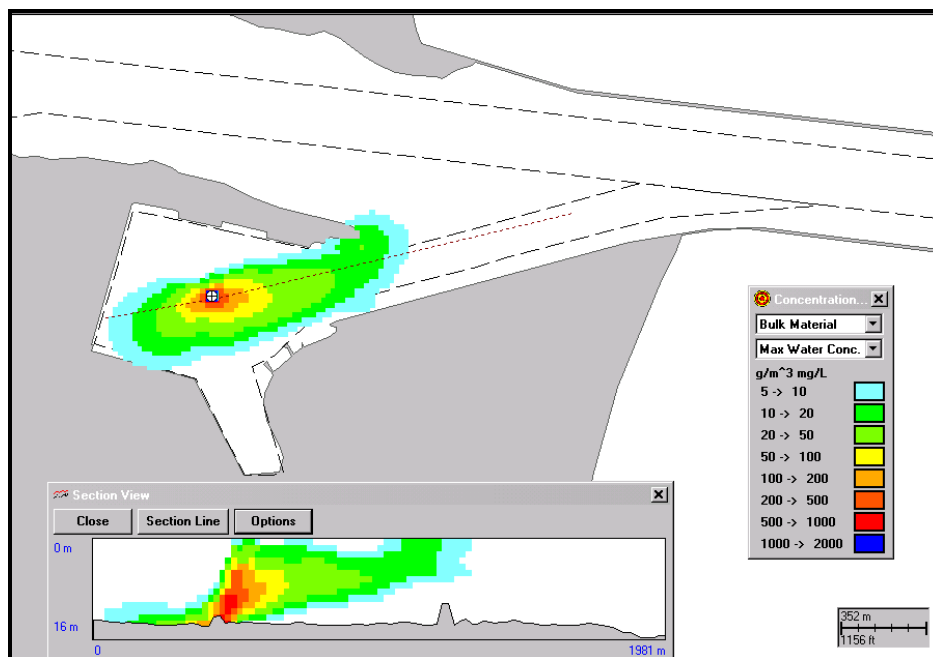 Concentration...
Bulk Material
Max Water Conc.
g/m^3 mg/L
5 -> 10
10 -> 20
20 -> 50
50 -> 100
100 -> 200
200 -> 500
500 -> 1000
1000 -> 2000
Section View
Close Section Line Options
0 m
16 m
0 1981 m
352 m
1156 ft